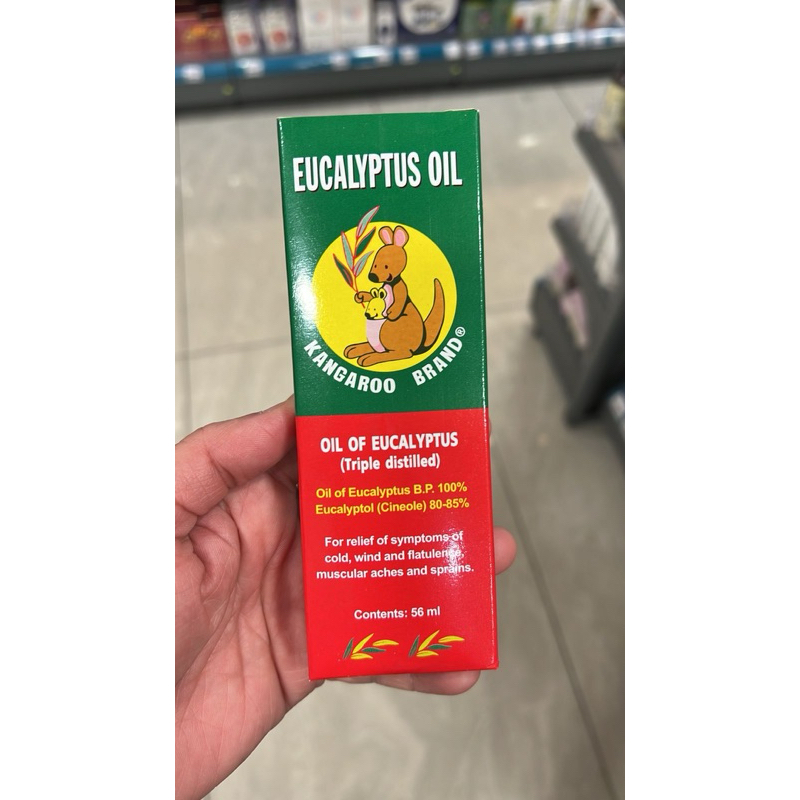 EUCALYPTUS OIL
KANGAROO BRAND®
OIL OF EUCALYPTUS
(Triple distilled)
Oil of Eucalyptus B.P. 100%
Eucalyptol (Cineole) 80-85%
For relief of symptoms of
cold, wind and flatulence,
muscular aches and sprains.
Contents: 56 ml